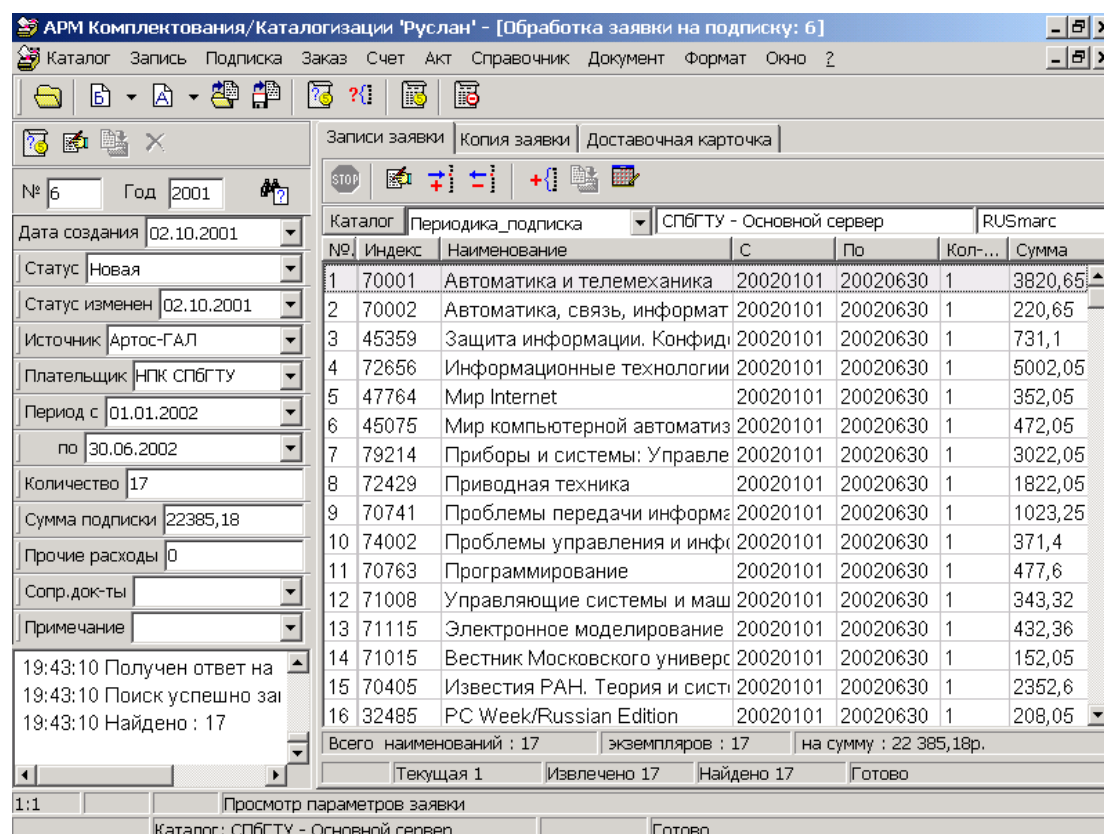 АРМ Комплектования/Каталогизации 'Руслан' - [Обработка заявки на подписку: 6]
Каталог Запись Подписка Заказ Счет Акт Справочник Документ Формат Окно ?
Записи заявки Копия заявки Доставочная карточка
STOP
№ 6 Год 2001
Каталог Периодика_подписка СПбГТУ - Основной сервер RUSmarc
Дата создания 02.10.2001
Статус Новая
Статус изменен 02.10.2001
Источник Артос-ГАЛ
Плательщик НПК СПбГТУ
Период с 01.01.2002
по 30.06.2002
Количество 17
Сумма подписки 22385,18
Прочие расходы 0
Сопр.док-ты
Примечание
19:43:10 Получен ответ на
19:43:10 Поиск успешно
19:43:10 Найдено : 17
№. Индекс Наименование С По Кол-... Сумма
1 70001 Автоматика и телемеханика 20020101 20020630 1 3820,65
2 70002 Автоматика, связь, информат 20020101 20020630 1 220,65
3 45359 Защита информации. Конфид 20020101 20020630 1 731,1
4 72656 Информационные технологии 20020101 20020630 1 5002,05
5 47764 Мир Internet 20020101 20020630 1 352,05
6 45075 Мир компьютерной автоматиз 20020101 20020630 1 472,05
7 79214 Приборы и системы: Управле 20020101 20020630 1 3022,05
8 72429 Приводная техника 20020101 20020630 1 1822,05
9 70741 Проблемы передачи информа 20020101 20020630 1 1023,25
10 74002 Проблемы управления и инфо 20020101 20020630 1 371,4
11 70763 Программирование 20020101 20020630 1 477,6
12 71008 Управляющие системы и маш 20020101 20020630 1 343,32
13 71115 Электронное моделирование 20020101 20020630 1 432,36
14 71015 Вестник Московского универс 20020101 20020630 1 152,05
15 70405 Известия РАН. Теория и сист 20020101 20020630 1 2352,6
16 32485 PC Week/Russian Edition 20020101 20020630 1 208,05
Всего наименований : 17 экземпляров : 17 на сумму : 22 385,18р.
Текущая 1 Извлечено 17 Найдено 17 Готово
1:1 Просмотр параметров заявки
Каталог: СПбГТУ - Основной сервер Готово